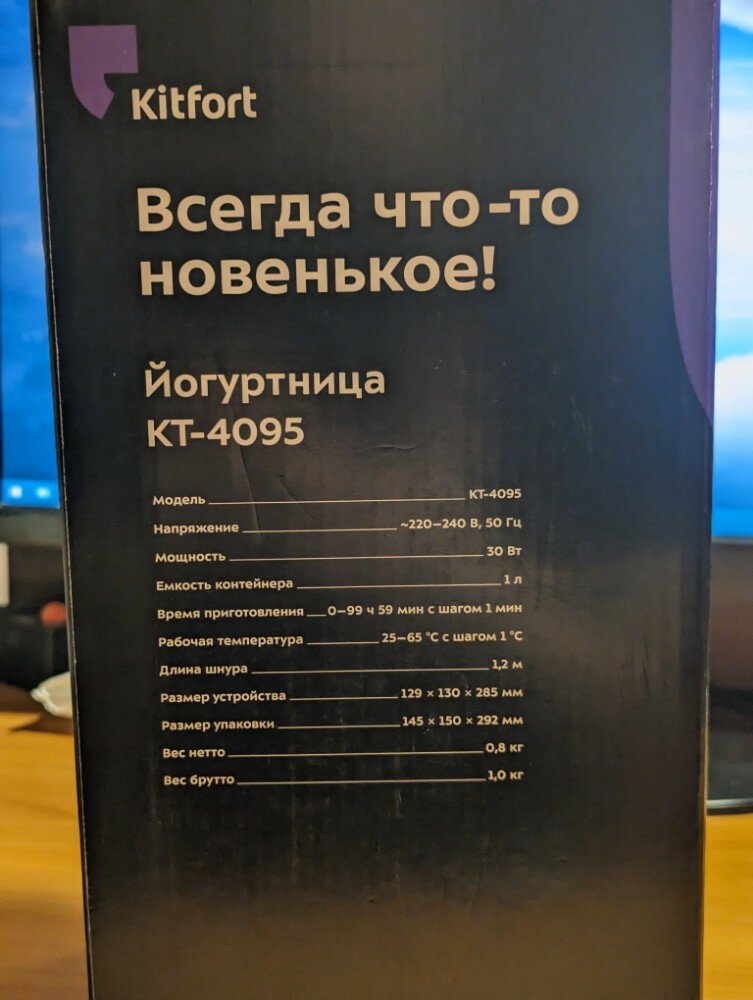 Kitfort
Всегда что-то
новенькое!
Йогуртница
КТ-4095
Модель КТ-4095
Напряжение ~220–240 В, 50 Гц
Мощность 30 Вт
Емкость контейнера 1 л
Время приготовления 0–99 ч 59 мин с шагом 1 мин
Рабочая температура 25–65 °C с шагом 1 °C
Длина шнура 1,2 м
Размер устройства 129 × 130 × 285 мм
Размер упаковки 145 × 150 × 292 мм
Вес нетто 0,8 кг
Вес брутто 1,0 кг